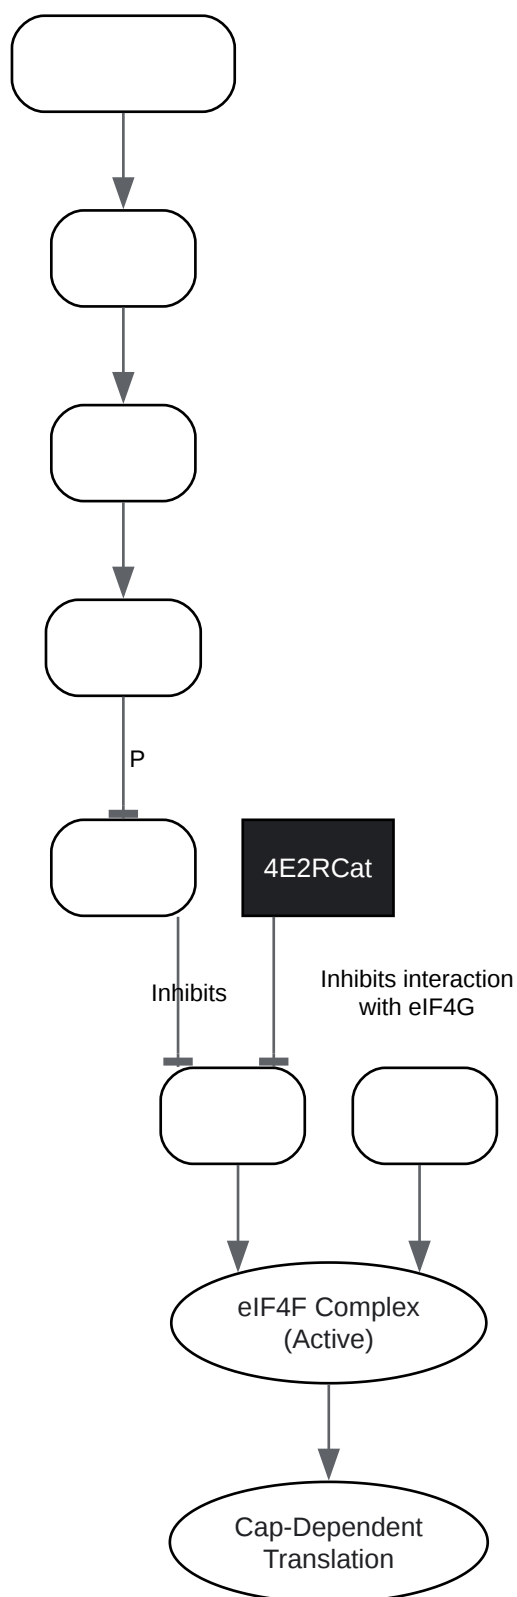 P
4E2RCat
Inhibits
Inhibits interaction
with eIF4G
eIF4F Complex
(Active)
Cap-Dependent
Translation